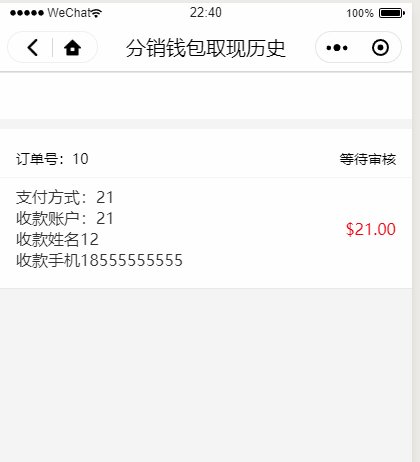 WeChat 22:40 100%
分销钱包取现历史
订单号：10 等待审核
支付方式：21
收款账户：21
收款姓名12
$21.00
收款手机18555555555